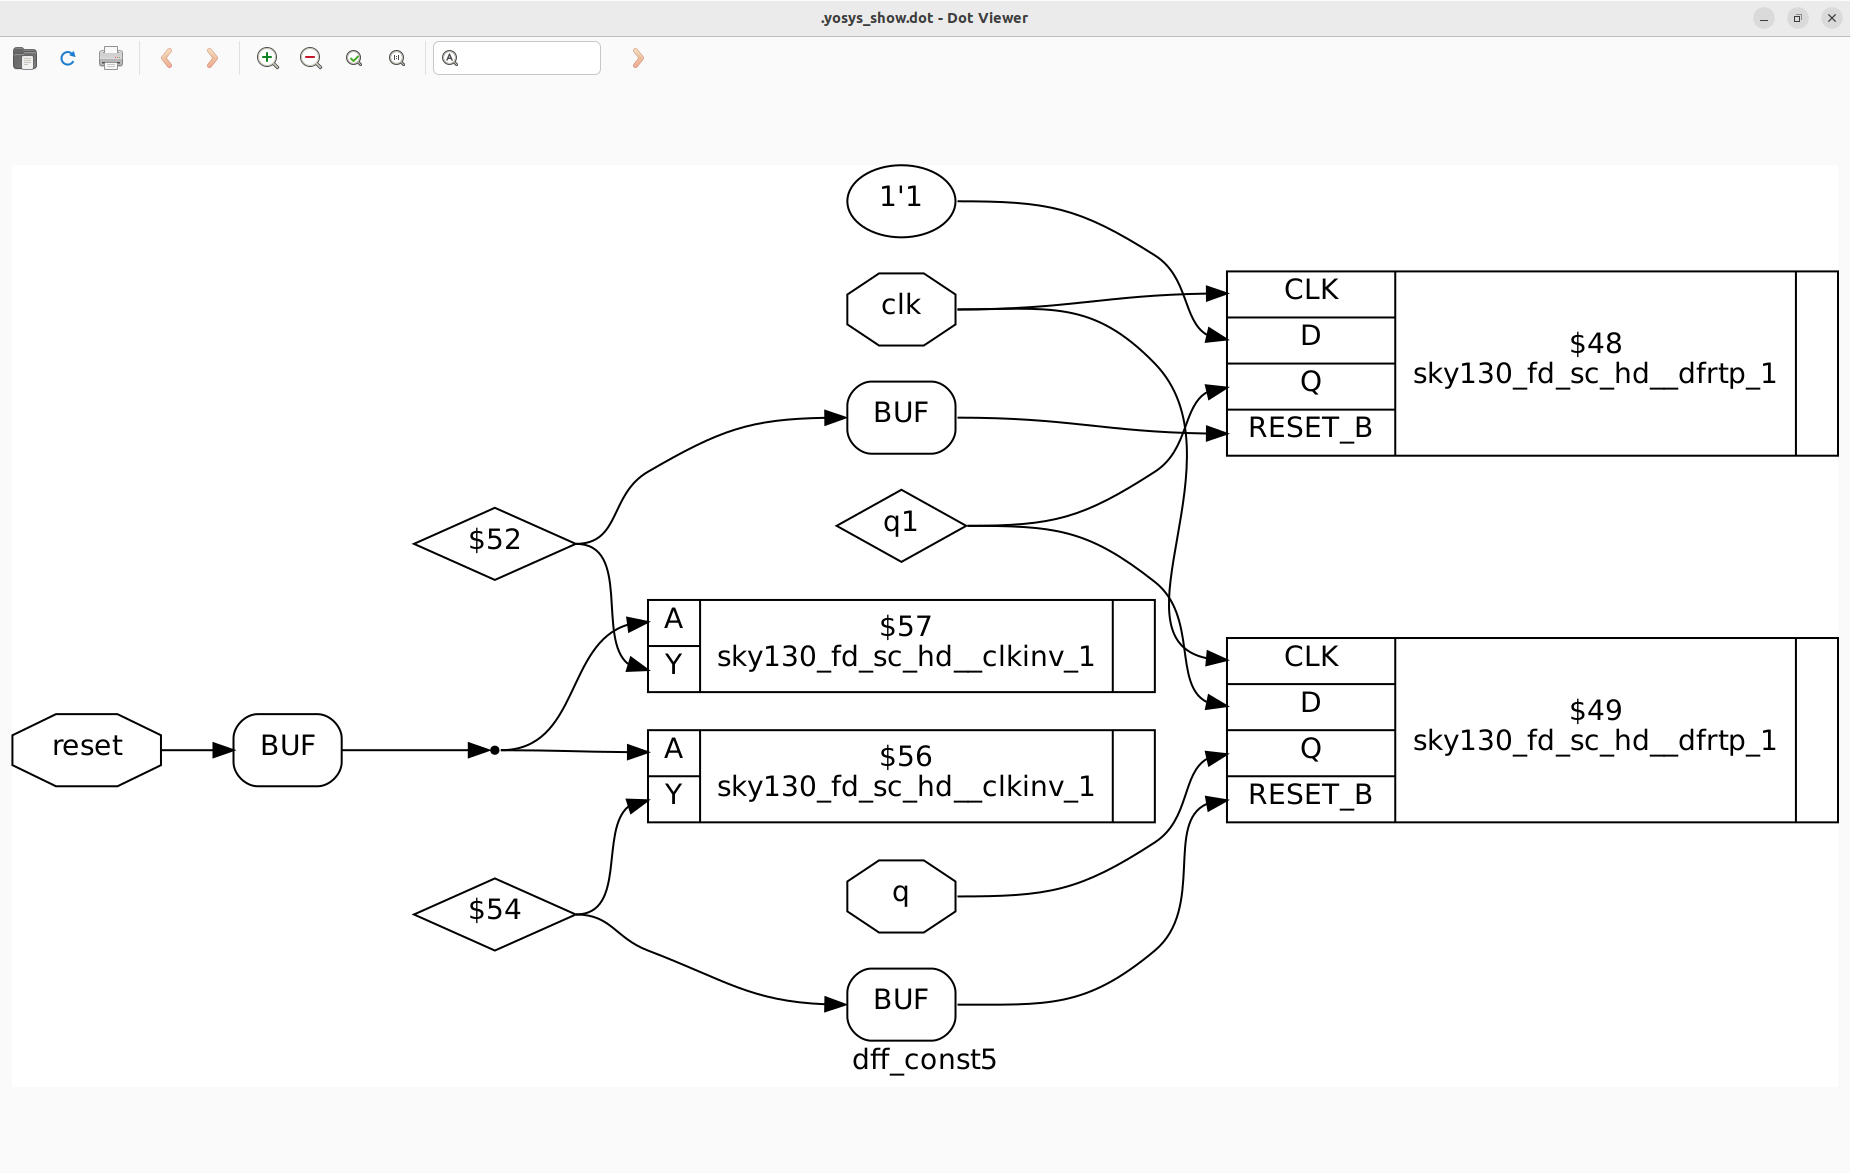 .yosys_show.dot - Dot Viewer
1'1
clk
BUF
q1
$52
CLK
D
Q
RESET_B
$48
sky130_fd_sc_hd__dfrtp_1
A
Y
$57
sky130_fd_sc_hd__clkinv_1
reset
BUF
A
Y
$56
sky130_fd_sc_hd__clkinv_1
CLK
D
Q
RESET_B
$49
sky130_fd_sc_hd__dfrtp_1
$54
q
BUF
dff_const5